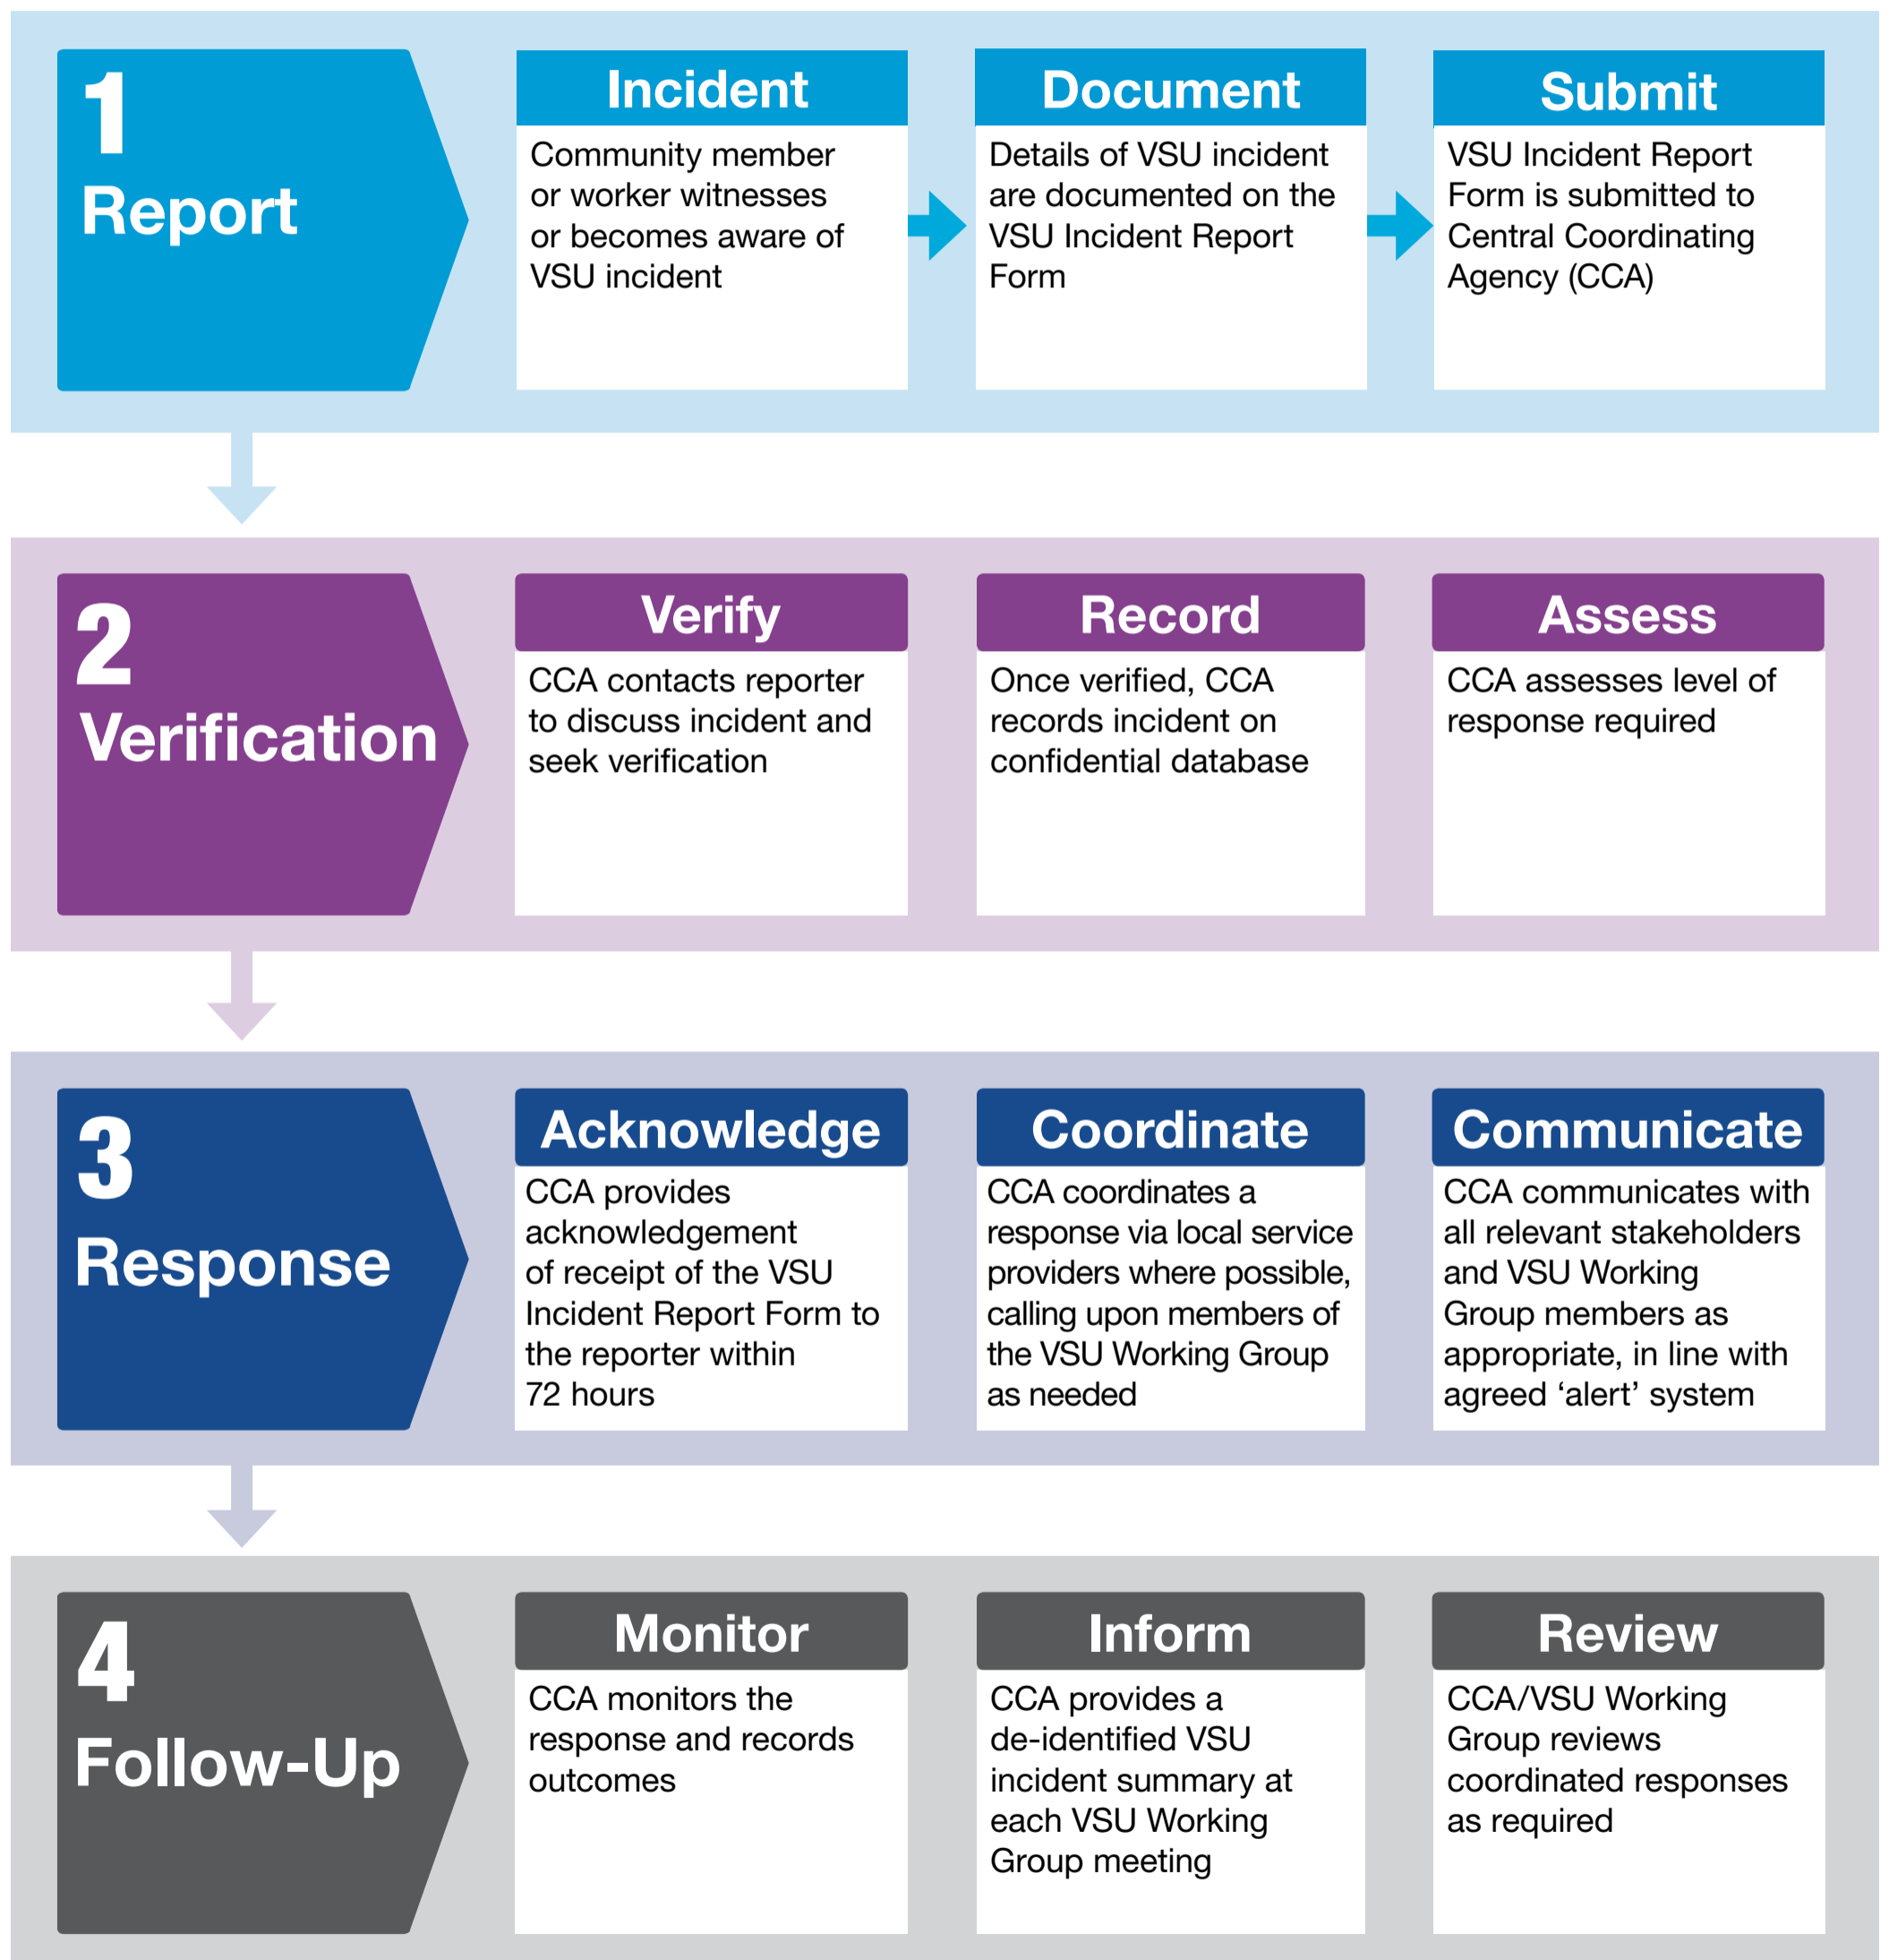 1
Report
Incident
Community member
or worker witnesses
or becomes aware of
VSU incident
Document
Details of VSU incident
are documented on the
VSU Incident Report
Form
Submit
VSU Incident Report
Form is submitted to
Central Coordinating
Agency (CCA)
2
Verification
Verify
CCA contacts reporter
to discuss incident and
seek verification
Record
Once verified, CCA
records incident on
confidential database
Assess
CCA assesses level of
response required
3
Response
Acknowledge
CCA provides
acknowledgement
of receipt of the VSU
Incident Report Form to
the reporter within
72 hours
Coordinate
CCA coordinates a
response via local service
providers where possible,
calling upon members of
the VSU Working Group
as needed
Communicate
CCA communicates with
all relevant stakeholders
and VSU Working
Group members as
appropriate, in line with
agreed ‘alert’ system
4
Follow-Up
Monitor
CCA monitors the
response and records
outcomes
Inform
CCA provides a
de-identified VSU
incident summary at
each VSU Working
Group meeting
Review
CCA/VSU Working
Group reviews
coordinated responses
as required